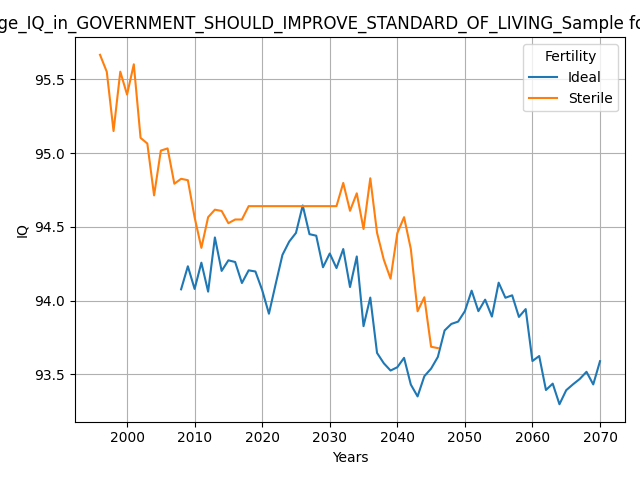 ge_IQ_in_GOVERNMENT_SHOULD_IMPROVE_STANDARD_OF_LIVING_Sample fo
Fertility
Ideal
Sterile
95.5
95.0
94.5
94.0
93.5
IQ
2000
2010
2020
2030
2040
2050
2060
2070
Years